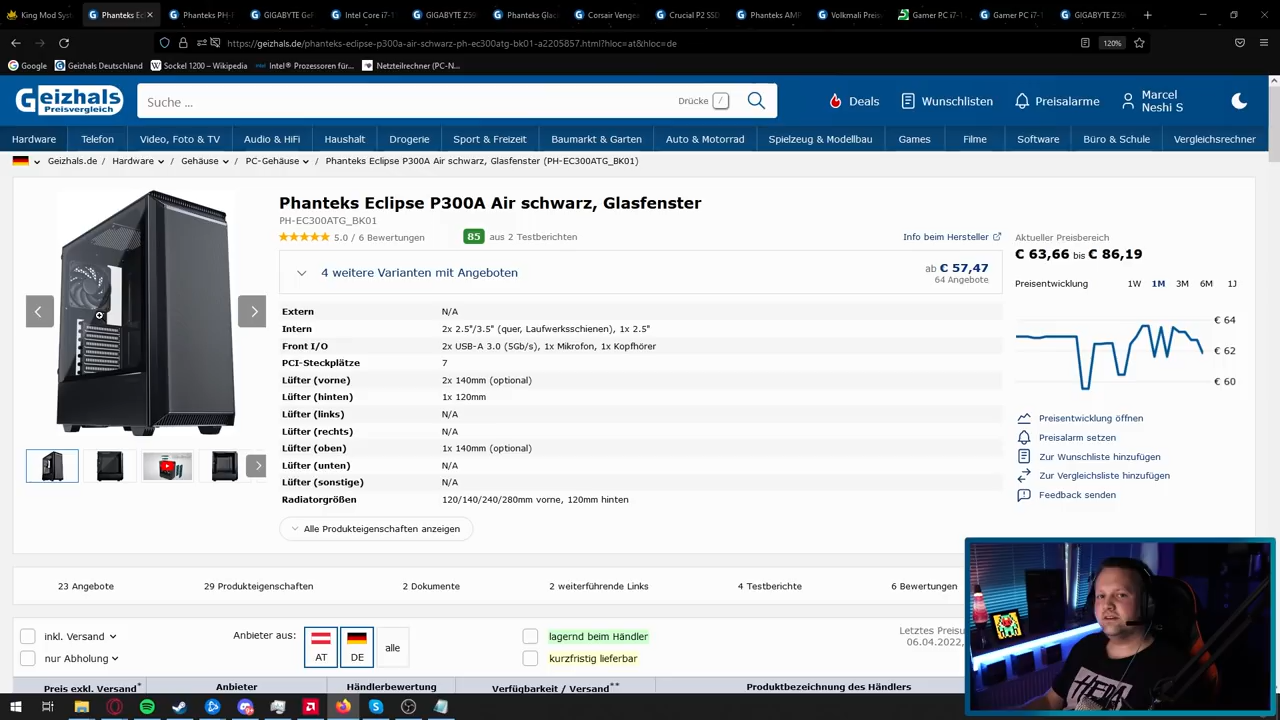 King Mod Syst
Phanteks Ec
Phanteks PH-
GIGABYTE Ge
Intel Core i7-1
GIGABYTE Z59
Phanteks Glac
Corsair Venge
Crucial P2 SSD
Phanteks AMP
Volkmali Preis
Gamer PC i7-1
Gamer PC i7-1
GIGABYTE Z59
https://geizhals.de/phanteks-eclipse-p300a-air-schwarz-ph-ec300atg-bk01-a2205857.html?hloc=at&hloc=de
120%
Google
Geizhals Deutschland
Sockel 1200 – Wikipedia
Intel® Prozessoren für...
Netzteilrechner (PC-N...
Geizhals
Preisvergleich
Suche ...
Drücke /
Deals
Wunschlisten
Preisalarme
Marcel
Neshi S
Hardware
Telefon
Video, Foto & TV
Audio & HiFi
Haushalt
Drogerie
Sport & Freizeit
Baumarkt & Garten
Auto & Motorrad
Spielzeug & Modellbau
Games
Filme
Software
Büro & Schule
Vergleichsrechner
Geizhals.de / Hardware / Gehäuse / PC-Gehäuse / Phanteks Eclipse P300A Air schwarz, Glasfenster (PH-EC300ATG_BK01)
Phanteks Eclipse P300A Air schwarz, Glasfenster
PH-EC300ATG_BK01
5.0 / 6 Bewertungen
85 aus 2 Testberichten
Info beim Hersteller
4 weitere Varianten mit Angeboten
ab € 57,47
64 Angebote
Extern N/A
Intern 2x 2.5"/3.5" (quer, Laufwerksschienen), 1x 2.5"
Front I/O 2x USB-A 3.0 (5Gb/s), 1x Mikrofon, 1x Kopfhörer
PCI-Steckplätze 7
Lüfter (vorne) 2x 140mm (optional)
Lüfter (hinten) 1x 120mm
Lüfter (links) N/A
Lüfter (rechts) N/A
Lüfter (oben) 1x 140mm (optional)
Lüfter (unten) N/A
Lüfter (sonstige) N/A
Radiatorgrößen 120/140/240/280mm vorne, 120mm hinten
Alle Produkteigenschaften anzeigen
Aktueller Preisbereich
€ 63,66 bis € 86,19
Preisentwicklung 1W 1M 3M 6M 1J
€ 64
€ 62
€ 60
Preisentwicklung öffnen
Preisalarm setzen
Zur Wunschliste hinzufügen
Zur Vergleichsliste hinzufügen
Feedback senden
23 Angebote
29 Produkteigenschaften
2 Dokumente
2 weiterführende Links
4 Testberichte
6 Bewertungen
inkl. Versand
nur Abholung
Anbieter aus:
AT
DE
alle
lagernd beim Händler
kurzfristig lieferbar
Letztes Preisu
06.04.2022,
Preis exkl. Versand*
Anbieter
Händlerbewertung
Verfügbarkeit / Versand**
Produktbezeichnung des Händlers